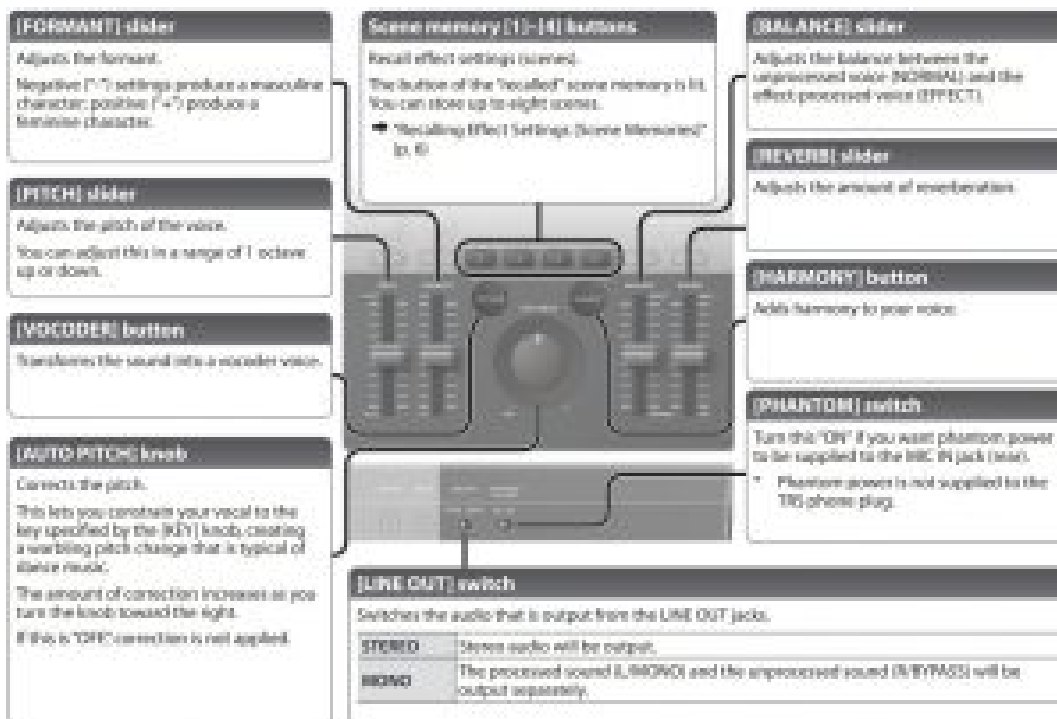 [FORMANT] slider
Adjusts the formant.
Negative ("-") settings produce a masculine
character; positive ("+") produce a
feminine character.
[PITCH] slider
Adjusts the pitch of the voice.
You can adjust this in a range of 1 octave
up or down.
[VOCODER] button
Transforms the sound into a vocoder voice.
[AUTO PITCH] knob
Corrects the pitch.
This lets you constrain your vocal to the
key specified by the [KEY] knob, creating
a warbling pitch change that is typical of
dance music.
The amount of correction increases as you
turn the knob toward the right.
If this is "OFF," correction is not applied.
Scene memory [1]–[4] buttons
Recall effect settings (scenes).
The button of the "recalled" scene memory is lit.
You can store up to eight scenes.
➡ "Recalling Effect Settings (Scene Memories)"
(p. 6)
[BALANCE] slider
Adjusts the balance between the
unprocessed voice (NORMAL) and the
effect-processed voice (EFFECT).
[REVERB] slider
Adjusts the amount of reverberation.
[HARMONY] button
Adds harmony to your voice.
[PHANTOM] switch
Turn this "ON" if you want phantom power
to be supplied to the MIC IN jack (rear).
* Phantom power is not supplied to the
TRS phone plug.
[LINE OUT] switch
Switches the audio that is output from the LINE OUT jacks.
STEREO Stereo audio will be output.
MONO The processed sound (L/MONO) and the unprocessed sound (R/BYPASS) will be
output separately.